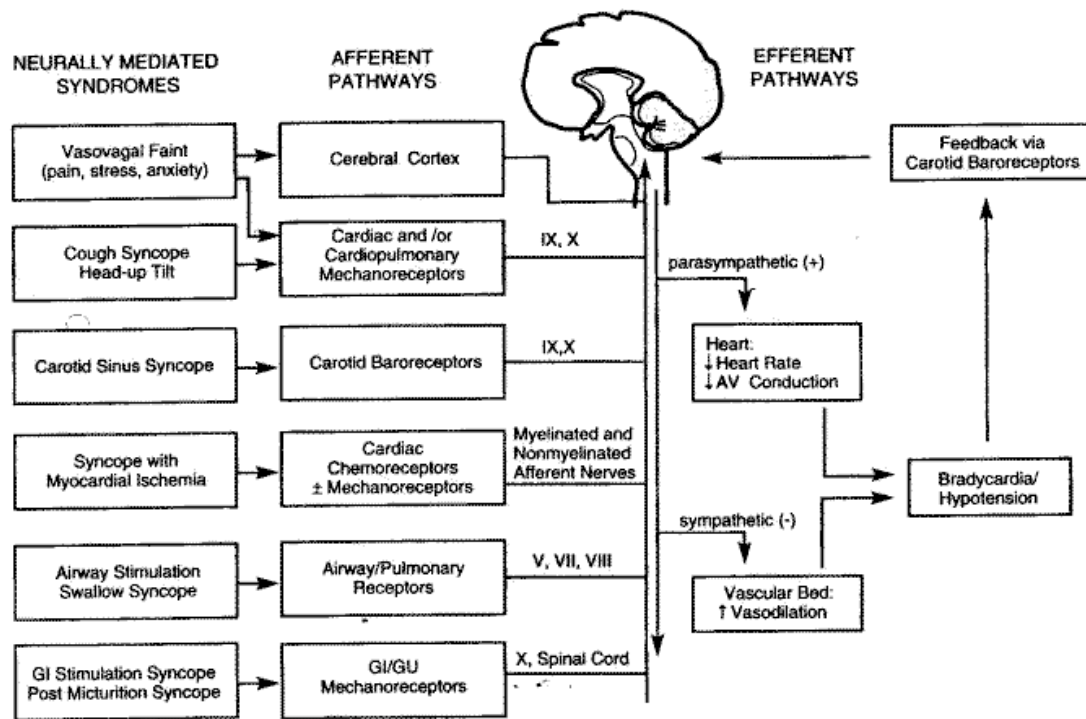 NEURALLY MEDIATED
SYNDROMES
AFFERENT
PATHWAYS
EFFERENT
PATHWAYS
Vasovagal Faint
(pain, stress, anxiety)
Cerebral Cortex
Feedback via
Carotid Baroreceptors
Cough Syncope
Head-up Tilt
Cardiac and /or
Cardiopulmonary
Mechanoreceptors
IX, X
parasympathetic (+)
Heart:
↓Heart Rate
↓AV Conduction
Carotid Sinus Syncope
Carotid Baroreceptors
IX,X
Syncope with
Myocardial Ischemia
Cardiac
Chemoreceptors
± Mechanoreceptors
Myelinated and
Nonmyelinated
Afferent Nerves
Bradycardia/
Hypotension
sympathetic (-)
Vascular Bed:
↑ Vasodilation
Airway Stimulation
Swallow Syncope
Airway/Pulmonary
Receptors
V, VII, VIII
GI Stimulation Syncope
Post Micturition Syncope
GI/GU
Mechanoreceptors
X, Spinal Cord